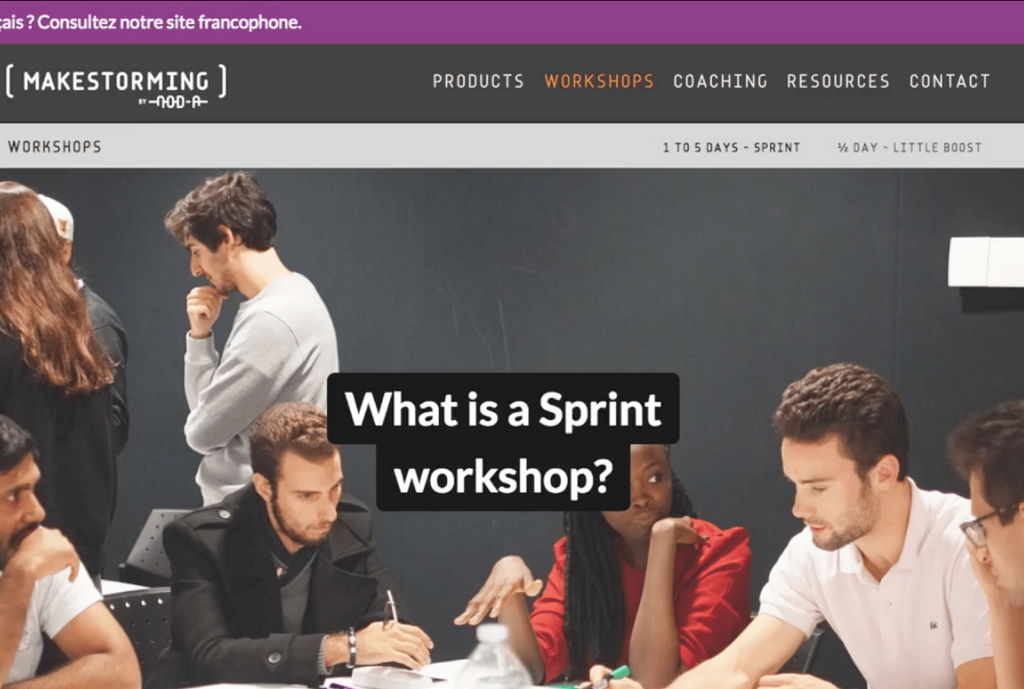 çais ? Consultez notre site francophone.
[ MAKESTORMING ]
BY NOD-A
PRODUCTS WORKSHOPS COACHING RESOURCES CONTACT
WORKSHOPS
1 TO 5 DAYS - SPRINT ½ DAY - LITTLE BOOST
What is a Sprint
workshop?